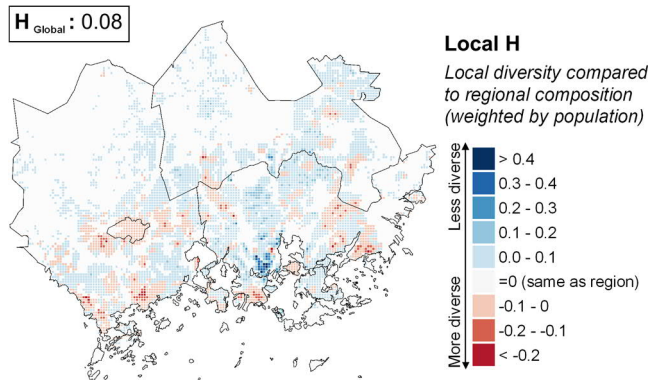 H Global : 0.08
Local H
Local diversity compared
to regional composition
(weighted by population)
Less diverse
More diverse
> 0.4
0.3 - 0.4
0.2 - 0.3
0.1 - 0.2
0.0 - 0.1
=0 (same as region)
-0.1 - 0
-0.2 - -0.1
< -0.2